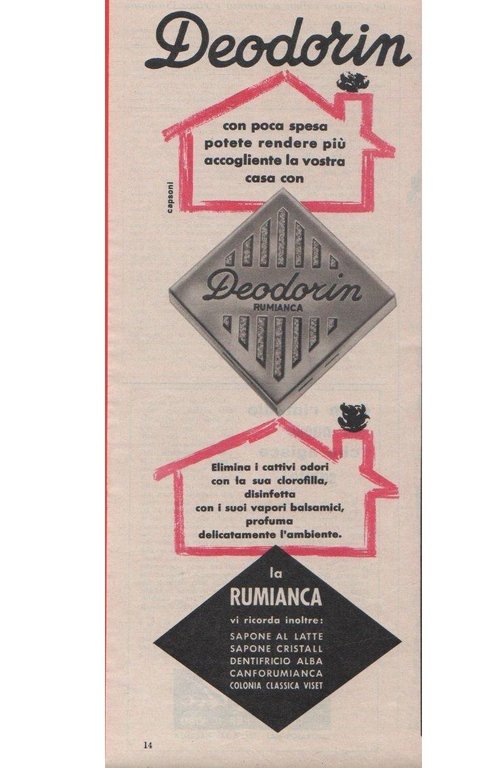 Deodorin
con poca spesa
potete rendere più
accogliente la vostra
casa con
capsoni
Deodorin
RUMIANCA
Elimina i cattivi odori
con la sua clorofilla,
disinfetta
con i suoi vapori balsamici,
profuma
delicatamente l'ambiente.
la
RUMIANCA
vi ricorda inoltre:
SAPONE AL LATTE
SAPONE CRISTALL
DENTIFRICIO ALBA
CANFORUMIANCA
COLONIA CLASSICA VISET
14